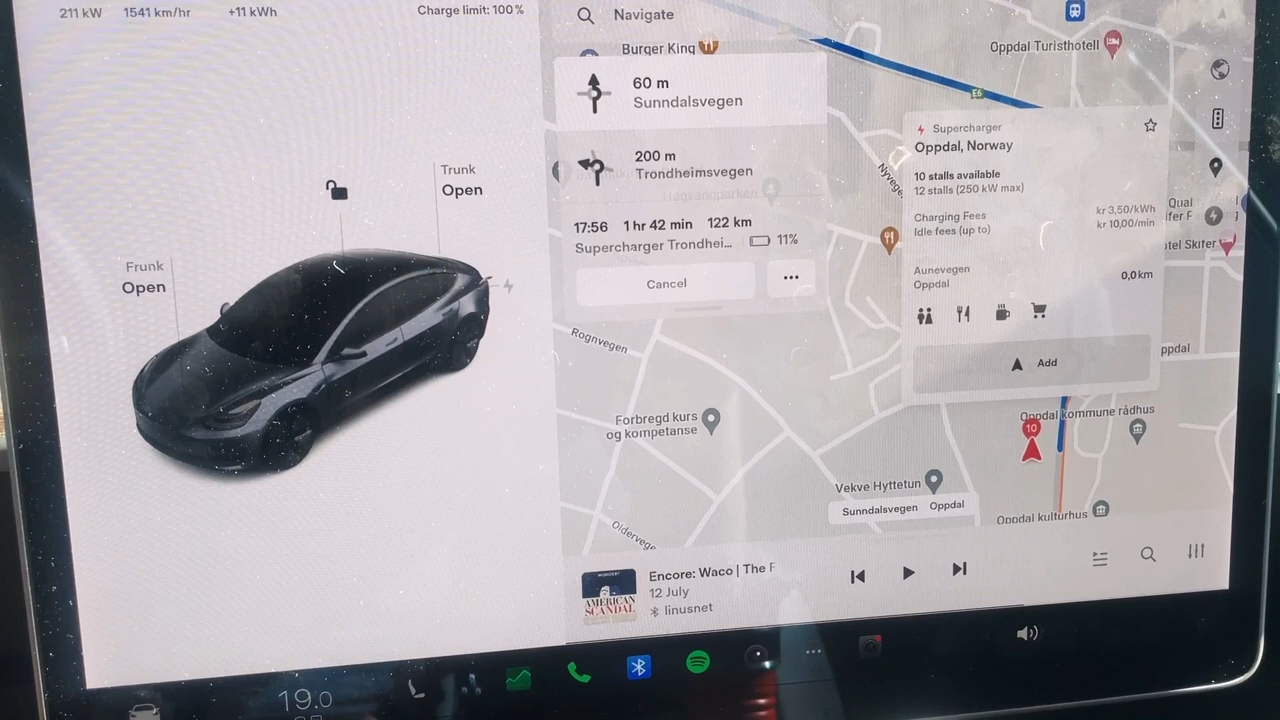 211 kW 1541 km/hr +11 kWh Charge limit: 100 %
Trunk
Open
Frunk
Open
Navigate
Burger King
60 m
Sunndalsvegen
200 m
Trondheimsvegen
Høgvangparken
17:56 1 hr 42 min 122 km
Supercharger Trondhei... 11%
Cancel
...
Oppdal Turisthotell
E6
Supercharger
Oppdal, Norway
10 stalls available
12 stalls (250 kW max)
Charging Fees kr 3,50/kWh
Idle fees (up to) kr 10,00/min
Aunevegen 0,0 km
Oppdal
Add
Rognvegen
Forbregd kurs
og kompetanse
Oppdal kommune rådhus
10
Vekve Hyttetun
Sunndalsvegen Oppdal
Oppdal kulturhus
Encore: Waco | The F
12 July
linusnet
WONDERY
AMERICAN
SCANDAL
19.0